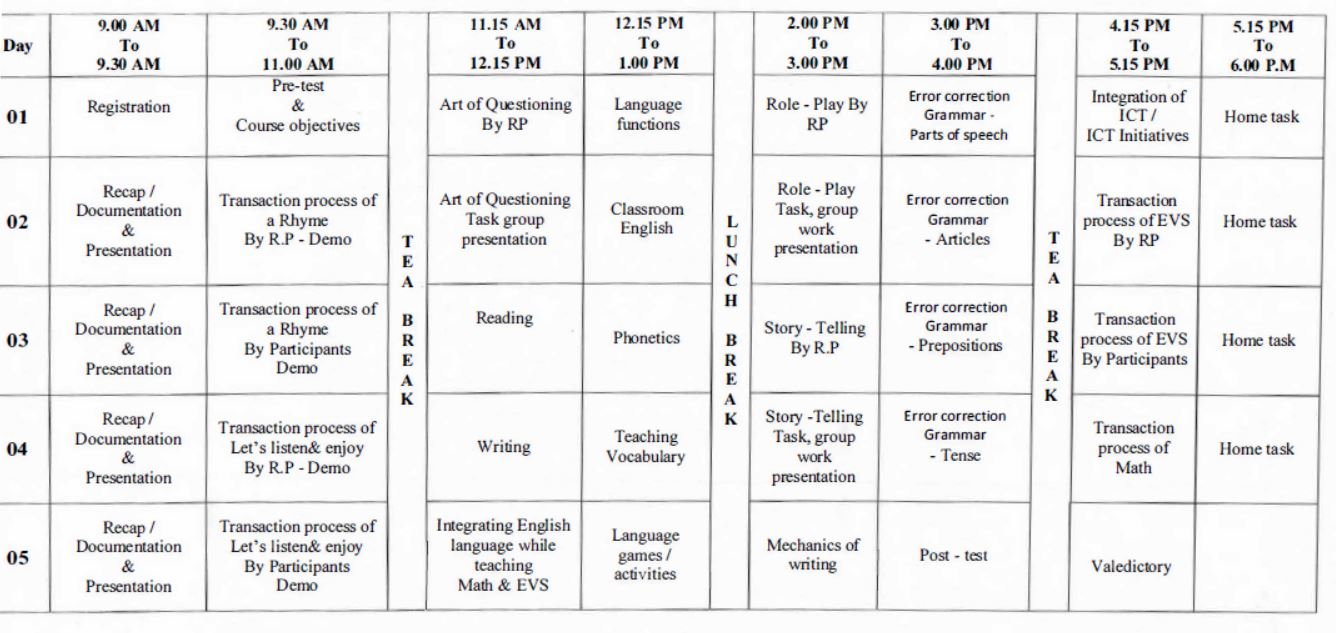 Day
9.00 AM
To
9.30 AM
9.30 AM
To
11.00 AM
11.15 AM
To
12.15 PM
12.15 PM
To
1.00 PM
2.00 PM
To
3.00 PM
3.00 PM
To
4.00 PM
4.15 PM
To
5.15 PM
5.15 PM
To
6.00 P.M
01
Registration
Pre-test
&
Course objectives
Art of Questioning
By RP
Language
functions
Role - Play By
RP
Error correction
Grammar -
Parts of speech
Integration of
ICT /
ICT Initiatives
Home task
02
Recap /
Documentation
&
Presentation
Transaction process of
a Rhyme
By R.P - Demo
Art of Questioning
Task group
presentation
Classroom
English
Role - Play
Task, group
work
presentation
Error correction
Grammar
- Articles
Transaction
process of EVS
By RP
Home task
03
Recap /
Documentation
&
Presentation
Transaction process of
a Rhyme
By Participants
Demo
Reading
Phonetics
Story - Telling
By R.P
Error correction
Grammar
- Prepositions
Transaction
process of EVS
By Participants
Home task
04
Recap /
Documentation
&
Presentation
Transaction process of
Let's listen& enjoy
By R.P - Demo
Writing
Teaching
Vocabulary
Story -Telling
Task, group
work
presentation
Error correction
Grammar
- Tense
Transaction
process of
Math
Home task
05
Recap /
Documentation
&
Presentation
Transaction process of
Let's listen& enjoy
By Participants
Demo
Integrating English
language while
teaching
Math & EVS
Language
games /
activities
Mechanics of
writing
Post - test
Valedictory
TEA BREAK
LUNCH BREAK
TEA BREAK